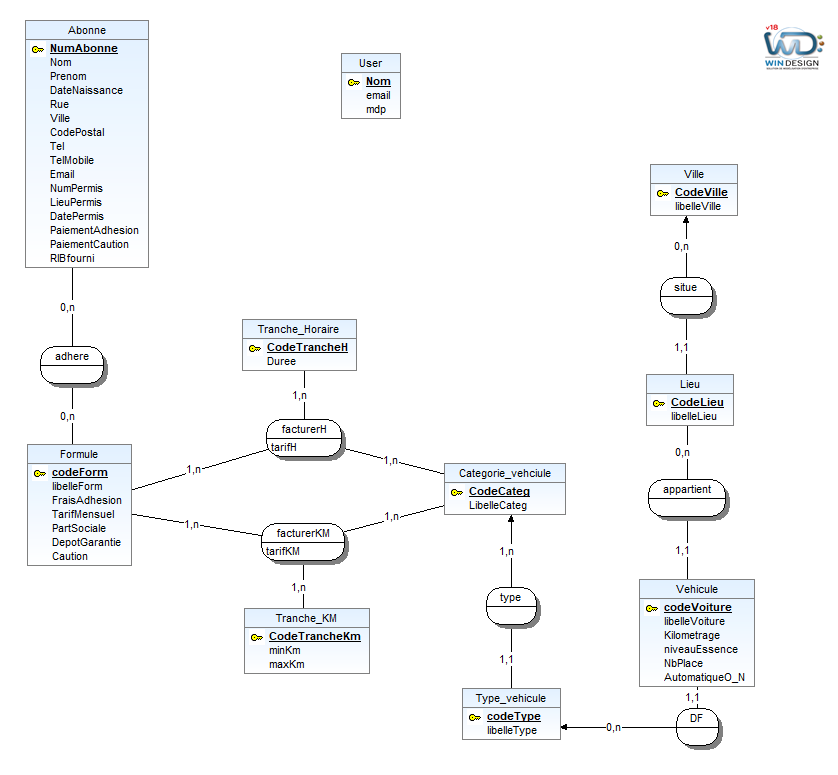 Abonne
NumAbonne
Nom
Prenom
DateNaissance
Rue
Ville
CodePostal
Tel
TelMobile
Email
NumPermis
LieuPermis
DatePermis
PaiementAdhesion
PaiementCaution
RIBfourni
User
Nom
email
mdp
v18
WD
WIN DESIGN
Ville
CodeVille
libelleVille
0,n
situe
1,1
Lieu
CodeLieu
libelleLieu
0,n
appartient
1,1
Vehicule
codeVoiture
libelleVoiture
Kilometrage
niveauEssence
NbPlace
AutomatiqueO_N
1,1
DF
0,n
0,n
adhere
0,n
Formule
codeForm
libelleForm
FraisAdhesion
TarifMensuel
PartSociale
DepotGarantie
Caution
Tranche_Horaire
CodeTrancheH
Duree
1,n
facturerH
tarifH
1,n
1,n
Categorie_vehciule
CodeCateg
LibelleCateg
1,n
1,n
facturerKM
tarifKM
1,n
Tranche_KM
CodeTrancheKm
minKm
maxKm
1,n
type
1,1
Type_vehicule
codeType
libelleType